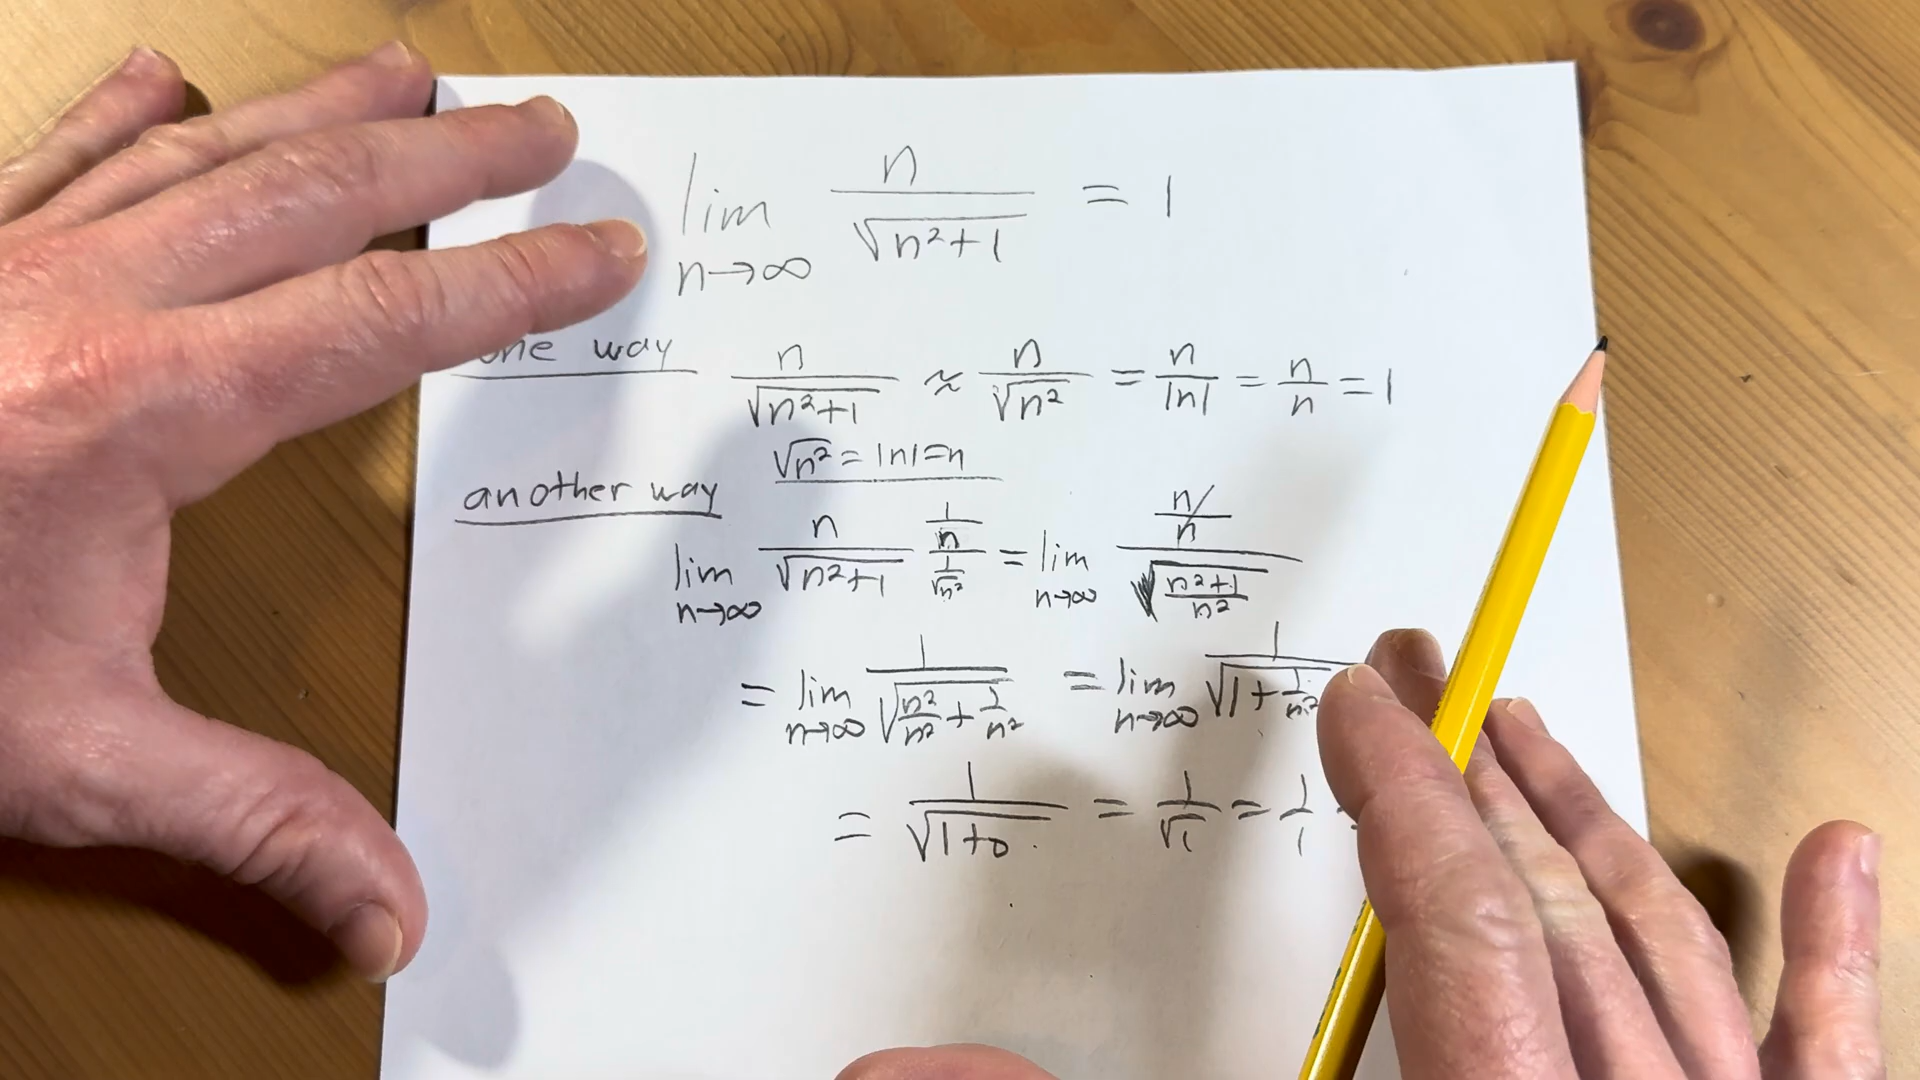 lim n→∞ n/√(n²+1) = 1
one way n/√(n²+1) ≈ n/√(n²) = n/|n| = n/n = 1
√n² = |n| = n
another way
lim n→∞ n/√(n²+1) (1/n)/(1/√n²) = lim n→∞ (n/n)/√((n²+1)/n²)
= lim n→∞ 1/√(n²/n² + 1/n²) = lim n→∞ 1/√(1+1/n²)
= 1/√(1+0) = 1/√1 = 1/1